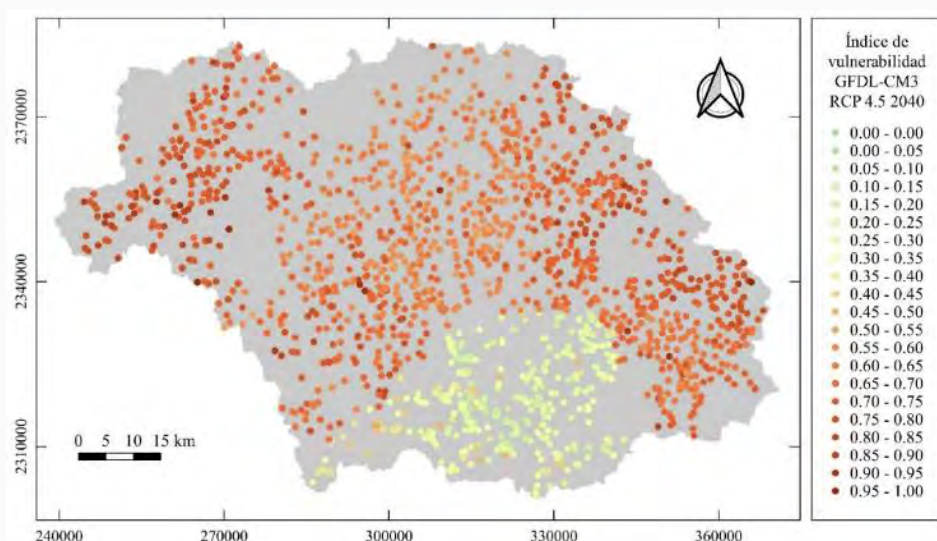 Índice de
vulnerabilidad
GFDL-CM3
RCP 4.5 2040
0.00 - 0.00
0.00 - 0.05
0.05 - 0.10
0.10 - 0.15
0.15 - 0.20
0.20 - 0.25
0.25 - 0.30
0.30 - 0.35
0.35 - 0.40
0.40 - 0.45
0.45 - 0.50
0.50 - 0.55
0.55 - 0.60
0.60 - 0.65
0.65 - 0.70
0.70 - 0.75
0.75 - 0.80
0.80 - 0.85
0.85 - 0.90
0.90 - 0.95
0.95 - 1.00
2370000
2340000
2310000
0 5 10 15 km
240000 270000 300000 330000 360000